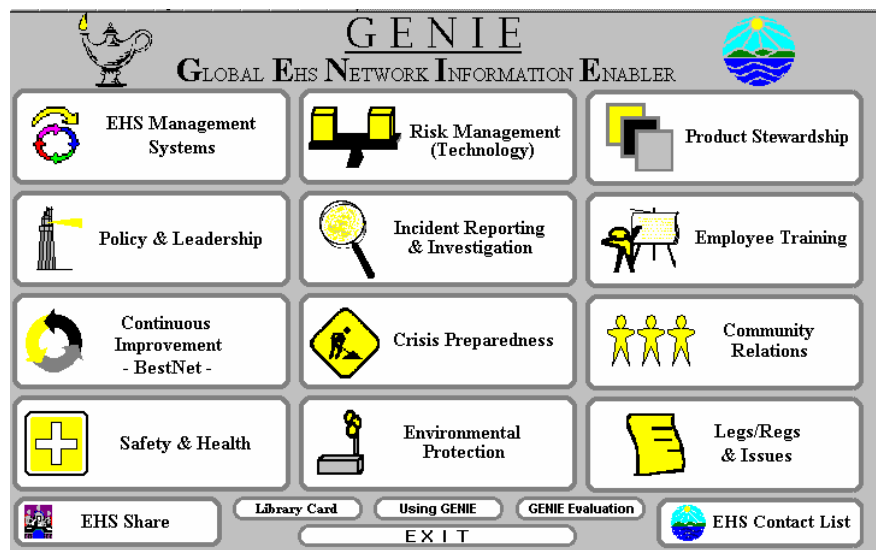 GENIE
GLOBAL EHS NETWORK INFORMATION ENABLER
EHS Management
Systems
Risk Management
(Technology)
Product Stewardship
Policy & Leadership
Incident Reporting
& Investigation
Employee Training
Continuous
Improvement
- BestNet -
Crisis Preparedness
Community
Relations
Safety & Health
Environmental
Protection
Legs/Regs
& Issues
EHS Share
Library Card
Using GENIE
GENIE Evaluation
EXIT
EHS Contact List